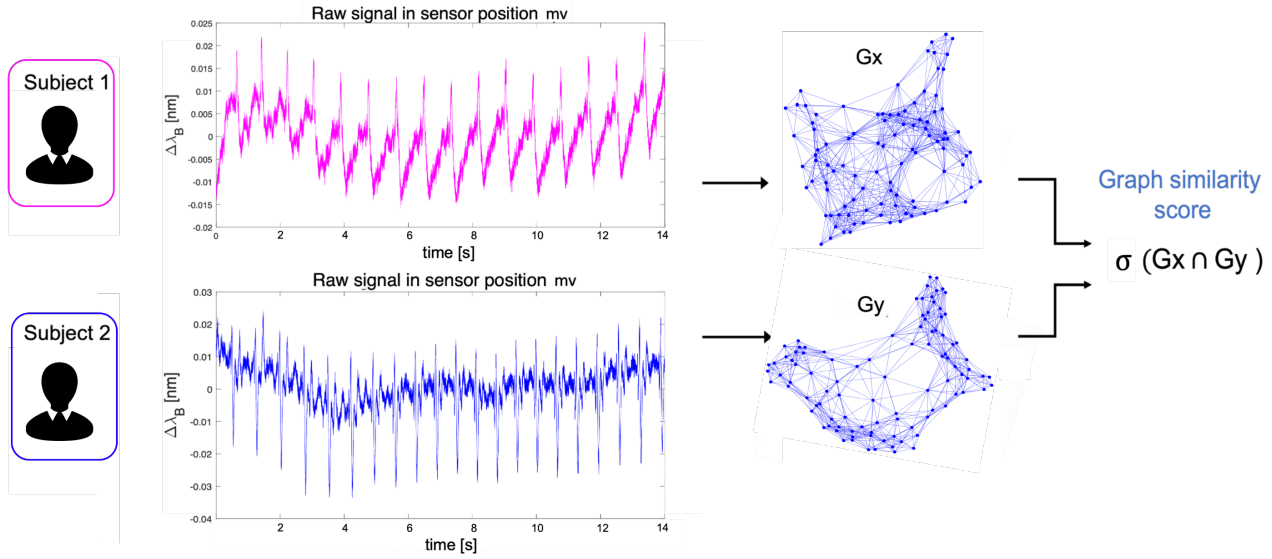 Raw signal in sensor position mv
Subject 1
ΔλB [nm]
0.025
0.02
0.015
0.01
0.005
0
-0.005
-0.01
-0.015
-0.02
0 2 4 6 8 10 12 14
time [s]
Gx
Raw signal in sensor position mv
Subject 2
ΔλB [nm]
0.03
0.02
0.01
0
-0.01
-0.02
-0.03
-0.04
2 4 6 8 10 12 14
time [s]
Gy
Graph similarity
score
σ (Gx ∩ Gy )